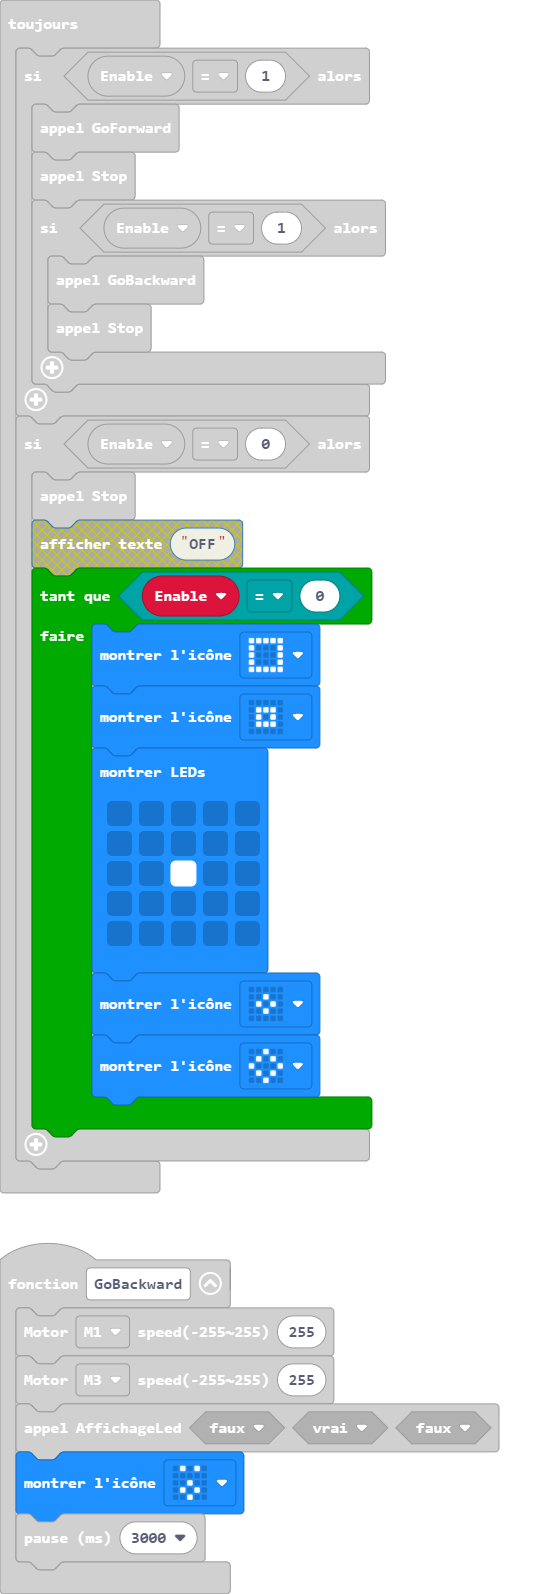 toujours
si Enable = 1 alors
appel GoForward
appel Stop
si Enable = 1 alors
appel GoBackward
appel Stop
si Enable = 0 alors
appel Stop
afficher texte "OFF"
tant que Enable = 0
faire
montrer l'icône
montrer l'icône
montrer LEDs
montrer l'icône
montrer l'icône
fonction GoBackward
Motor M1 speed(-255~255) 255
Motor M3 speed(-255~255) 255
appel AffichageLed faux vrai faux
montrer l'icône
pause (ms) 3000